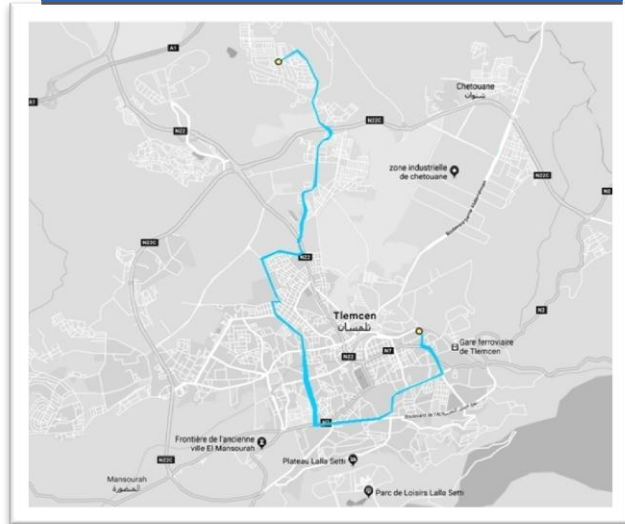 A1
A1
Chetouane
شتوان
N22C
N22
zone industrielle
de chetouane
N22C
N2
N22C
N22
N2
Tlemcen
تلمسان
Gare ferroviaire
de Tlemcen
N7
N22
Frontière de l'ancienne
ville El Mansourah
Plateau Lalla Setti
N22C
Mansourah
المنصورة
Parc de Loisirs Lalla Setti